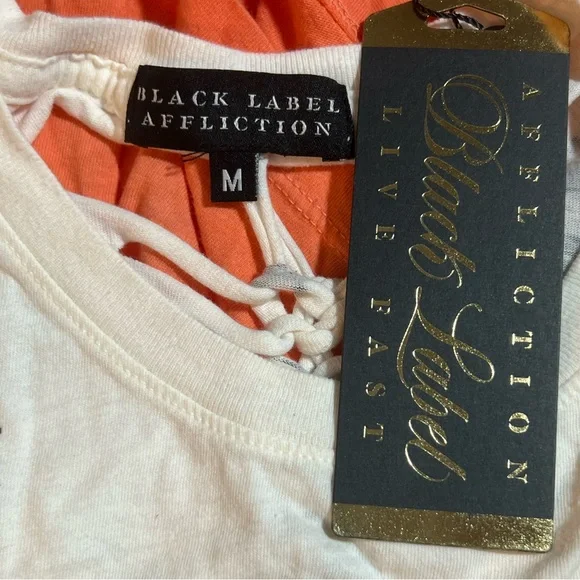 BLACK LABEL
AFFLICTION
M
AFFLICTION
Black Label
LIVE FAST